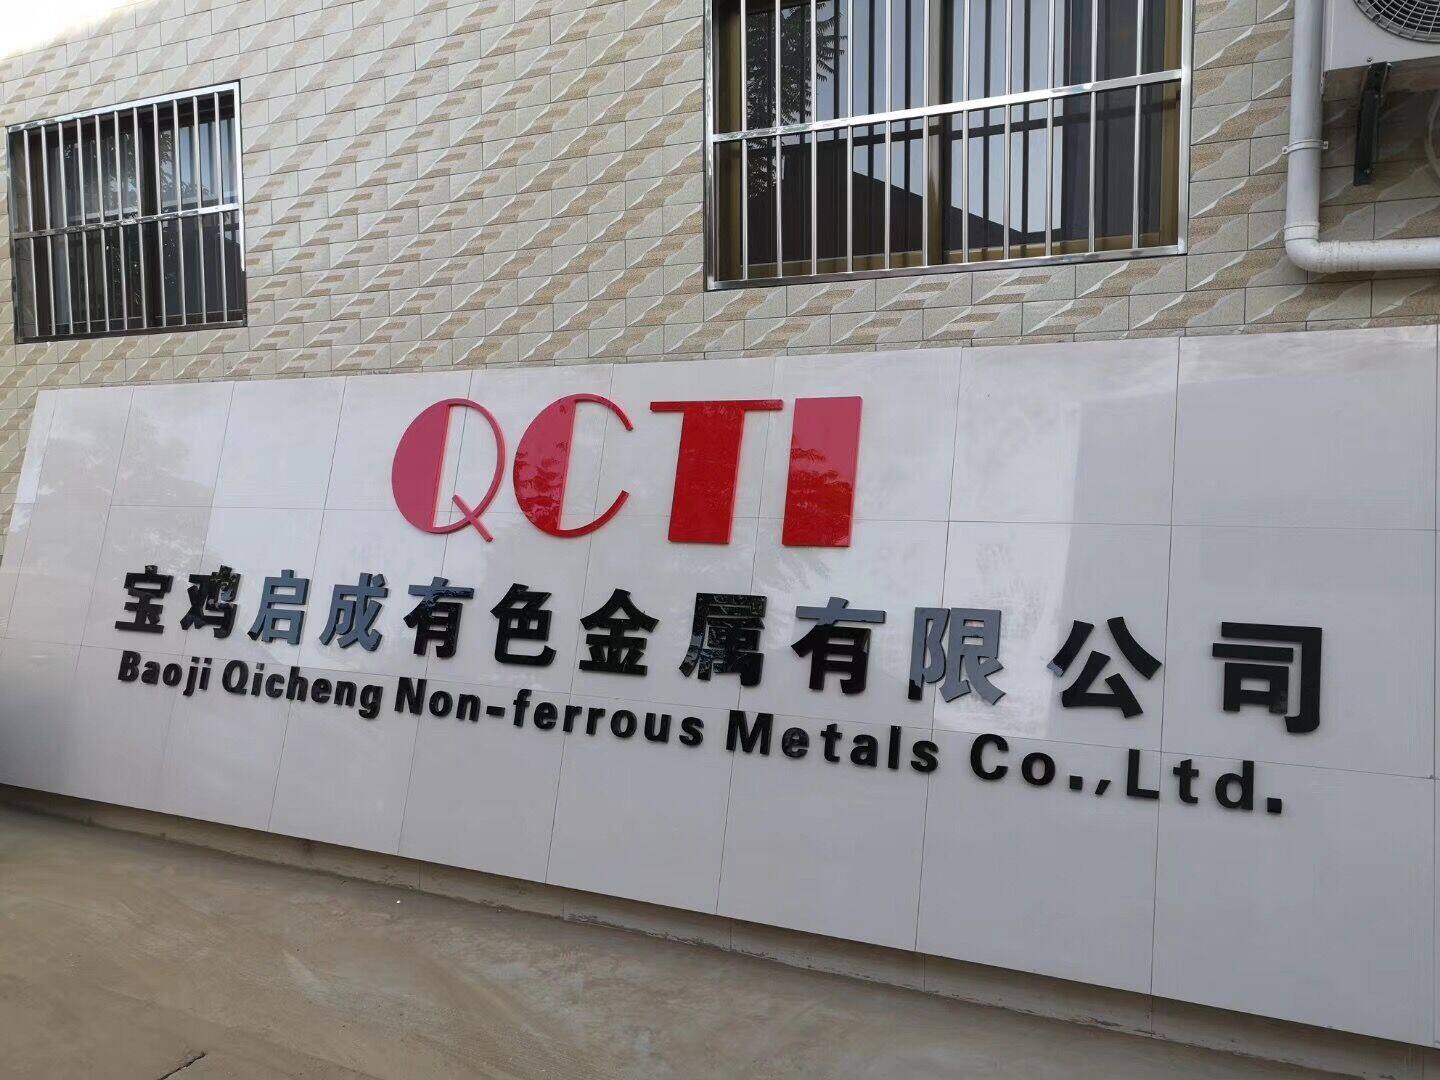 QCTI
宝鸡启成有色金属有限公司
Baoji Qicheng Non-ferrous Metals Co.,Ltd.